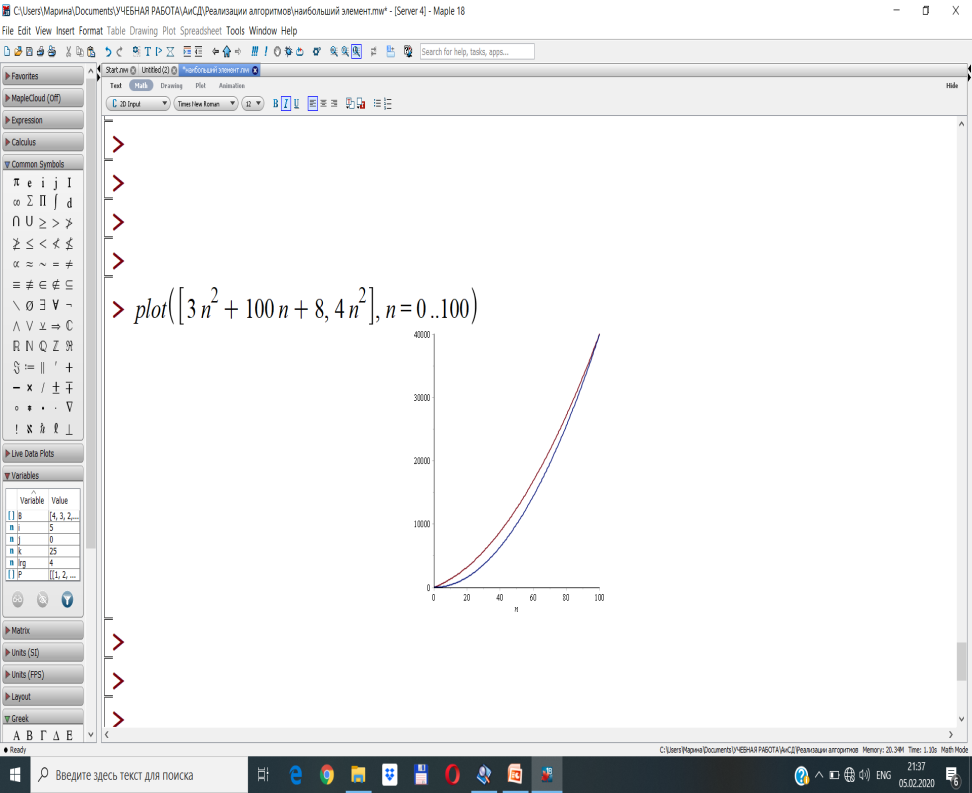 C:\Users\Марина\Documents\УЧЕБНАЯ РАБОТА\АиСД\Реализации алгоритмов\наибольший элемент.mw* - [Server 4] - Maple 18
File Edit View Insert Format Table Drawing Plot Spreadsheet Tools Window Help
Search for help, tasks, apps...
Favorites
MapleCloud (Off)
Expression
Calculus
Common Symbols
π e i j I
∞ Σ Π ∫ d
∩ ∪ ≥ > ≯
≱ ≤ < ≮ ≰
∝ ≈ ~ = ≠
≡ ≢ ∈ ∉ ⊆
\ Ø ∃ ∀ ¬
∧ ∨ ⊻ ⇒ ℂ
ℝ ℕ ℚ ℤ ℜ
ℑ := ∥ ′ +
− × / ± ∓
∘ * • · ∇
! ℵ ħ ℓ ⊥
Live Data Plots
Variables
Variable Value
B [4, 3, 2,...
i 5
j 0
k 25
lrg 4
P [[1, 2, ...
Matrix
Units (SI)
Units (FPS)
Layout
Greek
Α Β Γ Δ Ε
Start.mw Untitled (2) *наибольший элемент.mw
Text Math Drawing Plot Animation Hide
C 2D Input Times New Roman 12 B I U
>
>
>
>
> plot([3 n² + 100 n + 8, 4 n²], n = 0 ..100)
40000
30000
20000
10000
0
0 20 40 60 80 100
n
>
>
>
Ready
C:\Users\Марина\Documents\УЧЕБНАЯ РАБОТА\АиСД\Реализации алгоритмов Memory: 20.34M Time: 1.10s Math Mode
Введите здесь текст для поиска
ENG
21:37
05.02.2020
6